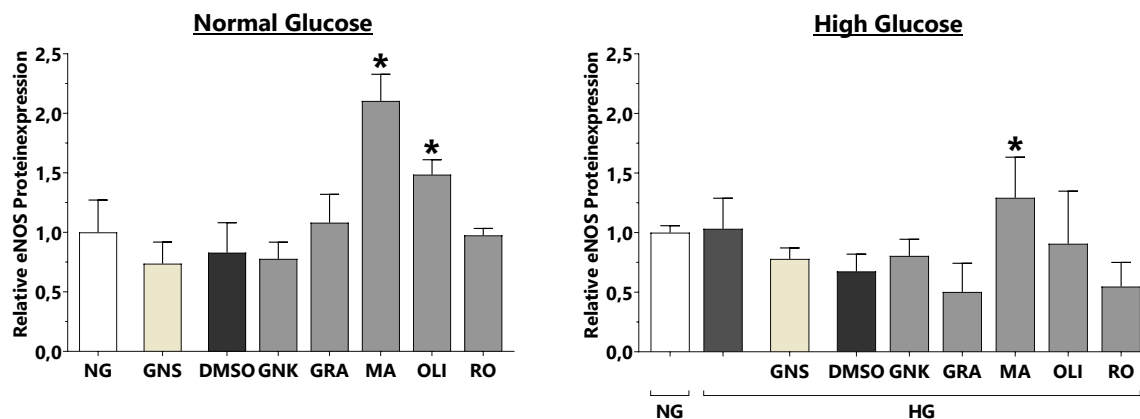 Normal Glucose
Relative eNOS Proteinexpression
2,5
2,0
1,5
1,0
0,5
0,0
*
*
NG GNS DMSO GNK GRA MA OLI RO
High Glucose
Relative eNOS Proteinexpression
2,5
2,0
1,5
1,0
0,5
0,0
*
GNS DMSO GNK GRA MA OLI RO
NG HG